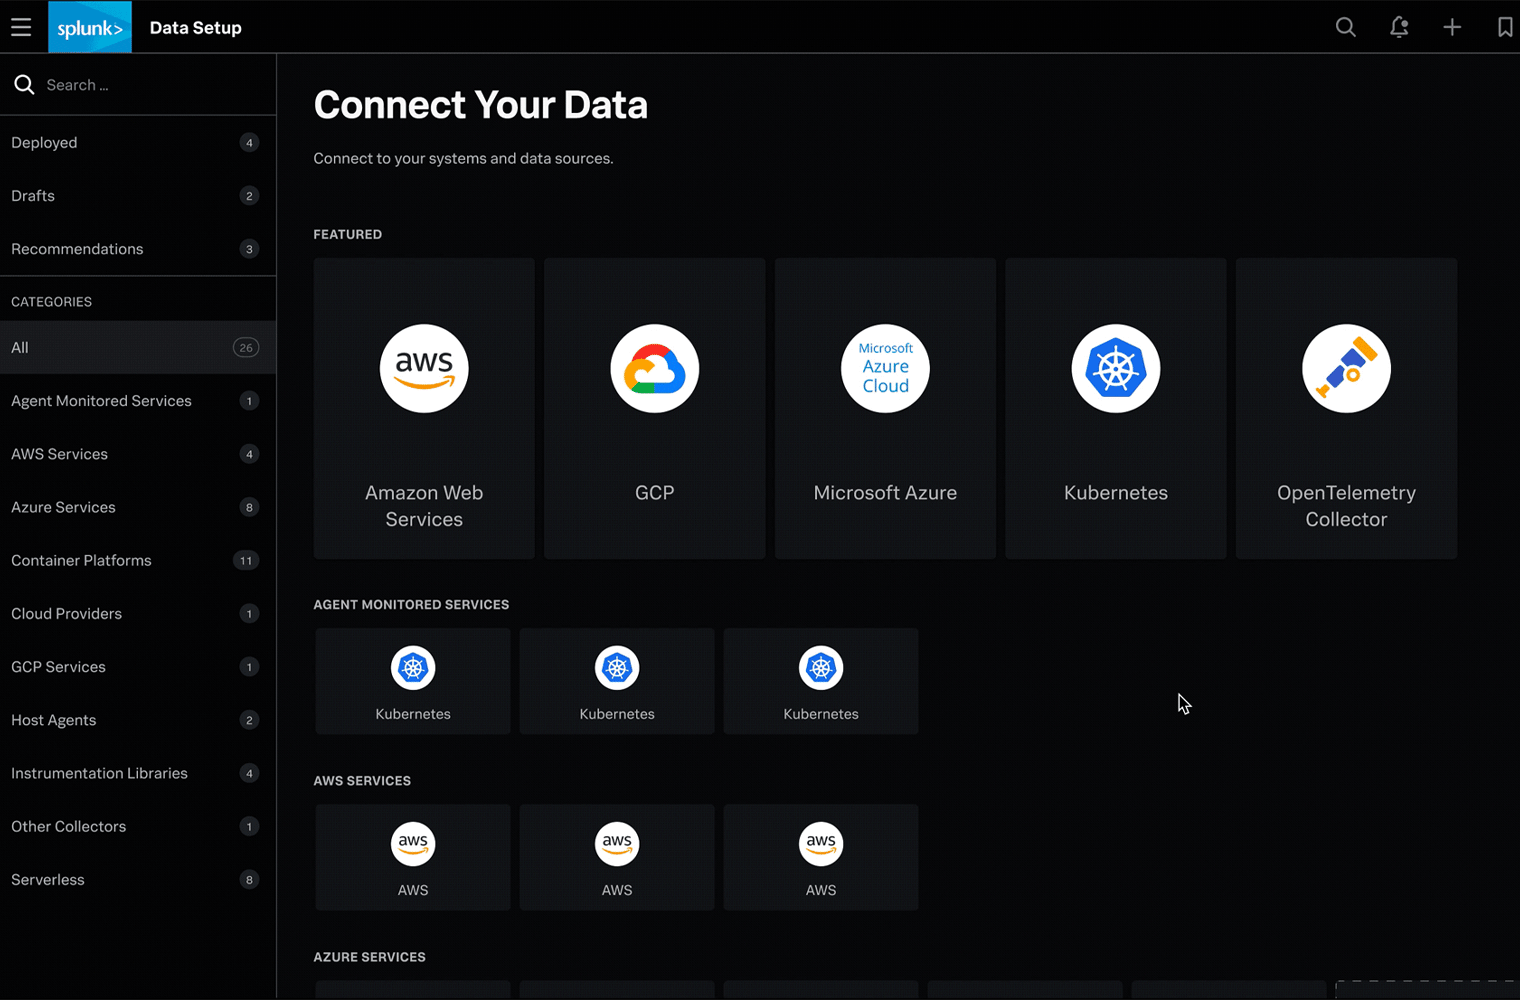 splunk> Data Setup
Search ...
Deployed 4
Drafts 2
Recommendations 3
CATEGORIES
All 26
Agent Monitored Services 1
AWS Services 4
Azure Services 8
Container Platforms 11
Cloud Providers 1
GCP Services 1
Host Agents 2
Instrumentation Libraries 4
Other Collectors 1
Serverless 8
Connect Your Data
Connect to your systems and data sources.
FEATURED
aws
Amazon Web
Services
GCP
Microsoft
Azure
Cloud
Microsoft Azure
Kubernetes
OpenTelemetry
Collector
AGENT MONITORED SERVICES
Kubernetes
Kubernetes
Kubernetes
AWS SERVICES
aws
AWS
aws
AWS
aws
AWS
AZURE SERVICES